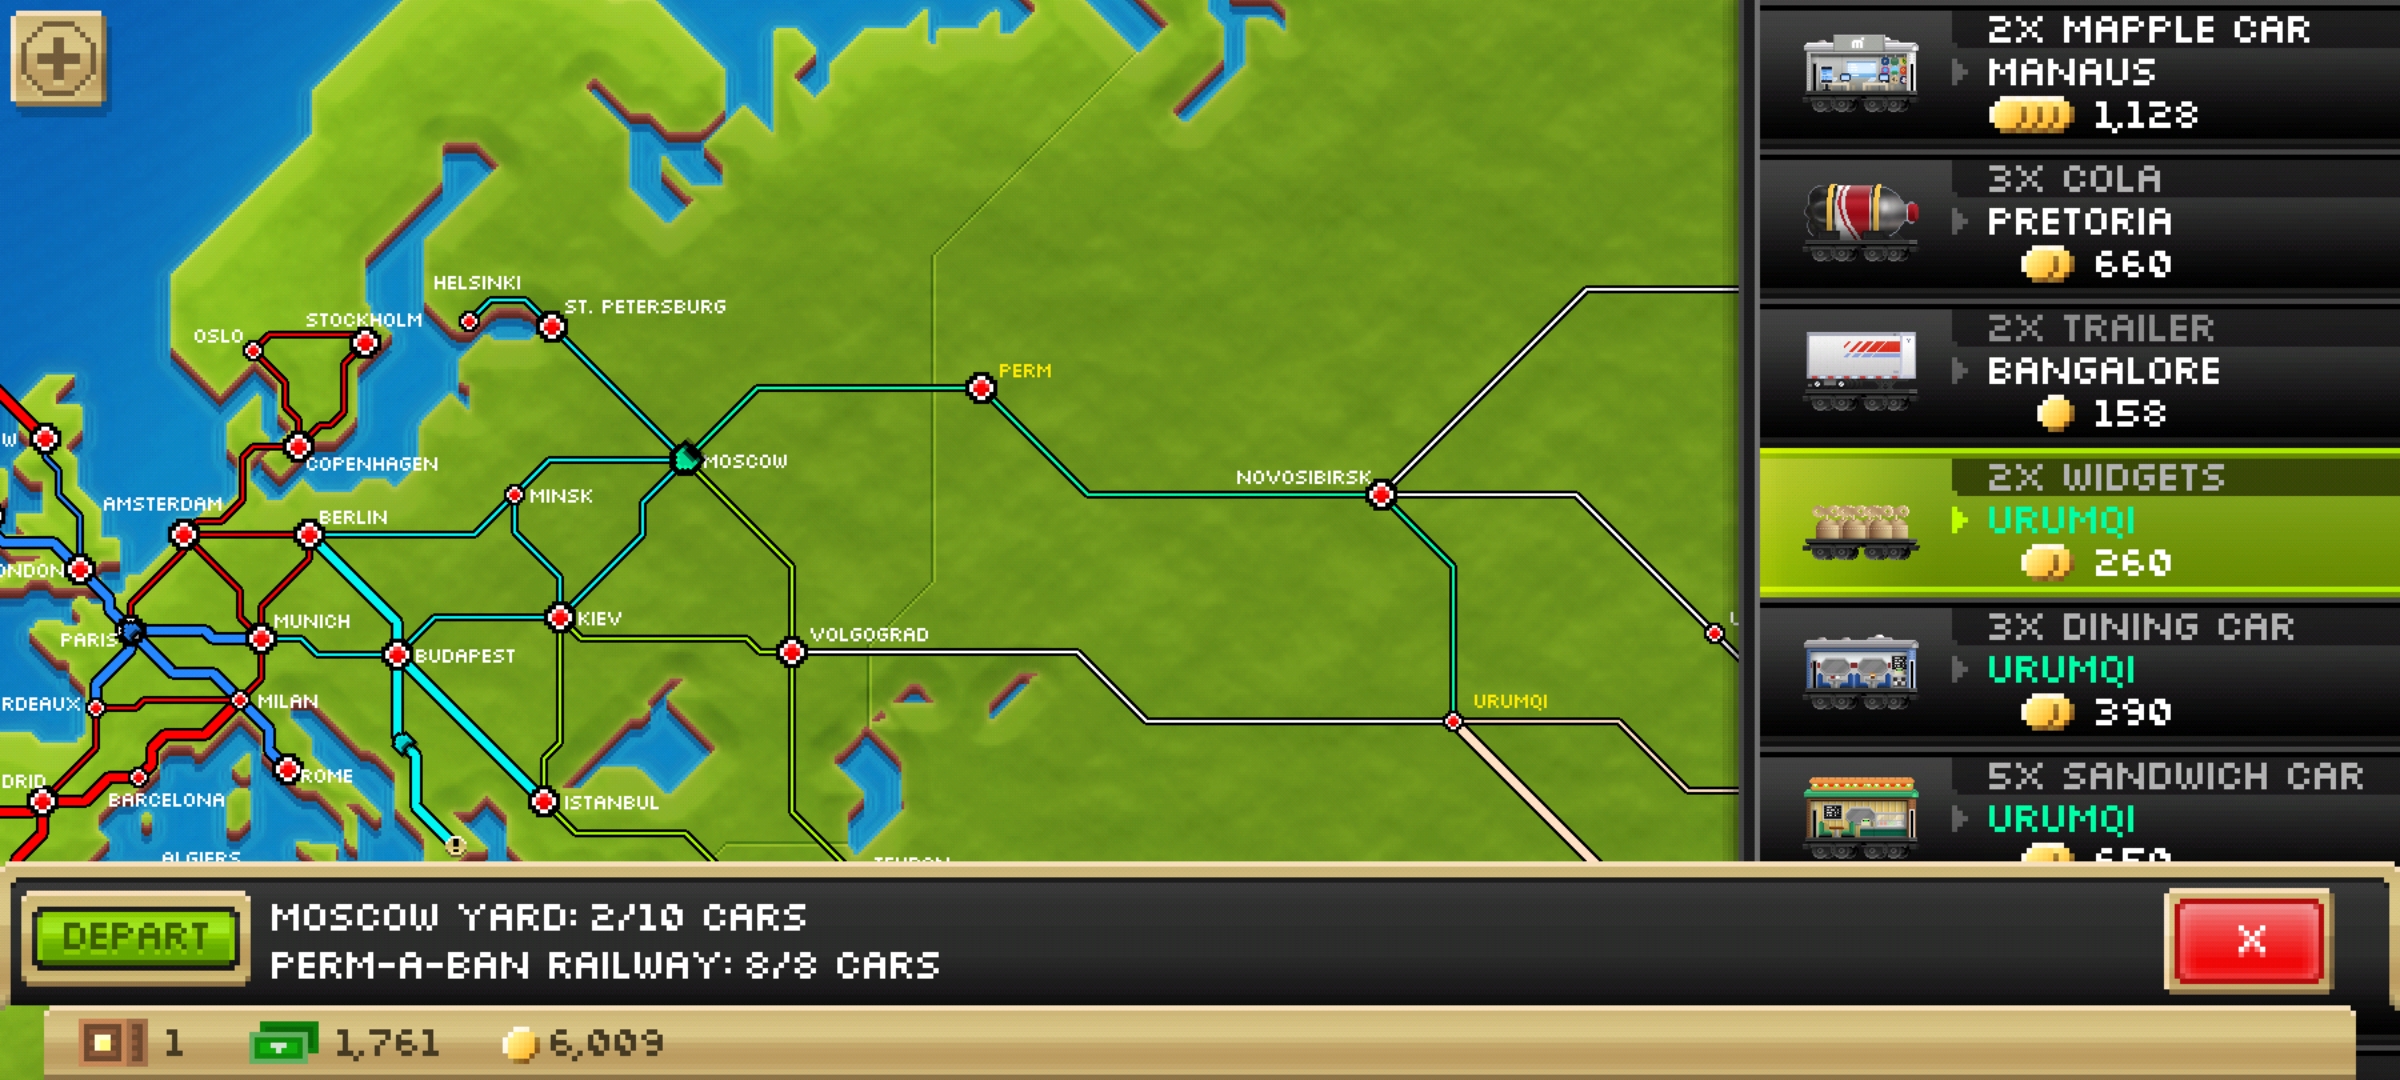 HELSINKI
ST. PETERSBURG
STOCKHOLM
OSLO
PERM
COPENHAGEN
MOSCOW
NOVOSIBIRSK
MINSK
AMSTERDAM
BERLIN
MUNICH
KIEV
PARIS
VOLGOGRAD
BUDAPEST
MILAN
URUMQI
ROME
BARCELONA
ISTANBUL
ALGIERS
2X MAPPLE CAR
MANAUS
1,128
3X COLA
PRETORIA
660
2X TRAILER
BANGALORE
158
2X WIDGETS
URUMQI
260
3X DINING CAR
URUMQI
390
5X SANDWICH CAR
URUMQI
DEPART
MOSCOW YARD: 2/10 CARS
PERM-A-BAN RAILWAY: 8/8 CARS
X
1
1,761
6,009